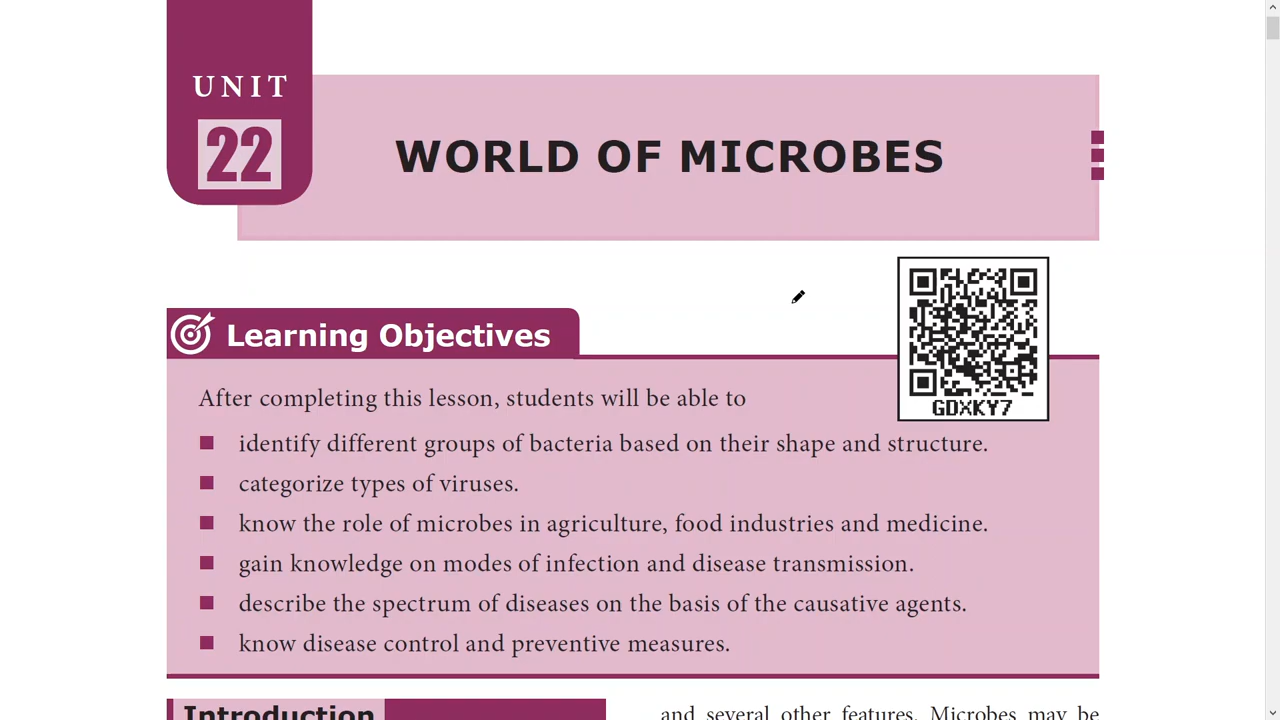 UNIT
22
WORLD OF MICROBES
GDXKY7
Learning Objectives
After completing this lesson, students will be able to
identify different groups of bacteria based on their shape and structure.
categorize types of viruses.
know the role of microbes in agriculture, food industries and medicine.
gain knowledge on modes of infection and disease transmission.
describe the spectrum of diseases on the basis of the causative agents.
know disease control and preventive measures.
Introduction
and several other features. Microbes may be